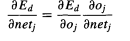 ∂E_d/∂net_j = ∂E_d/∂o_j ∂o_j/∂net_j